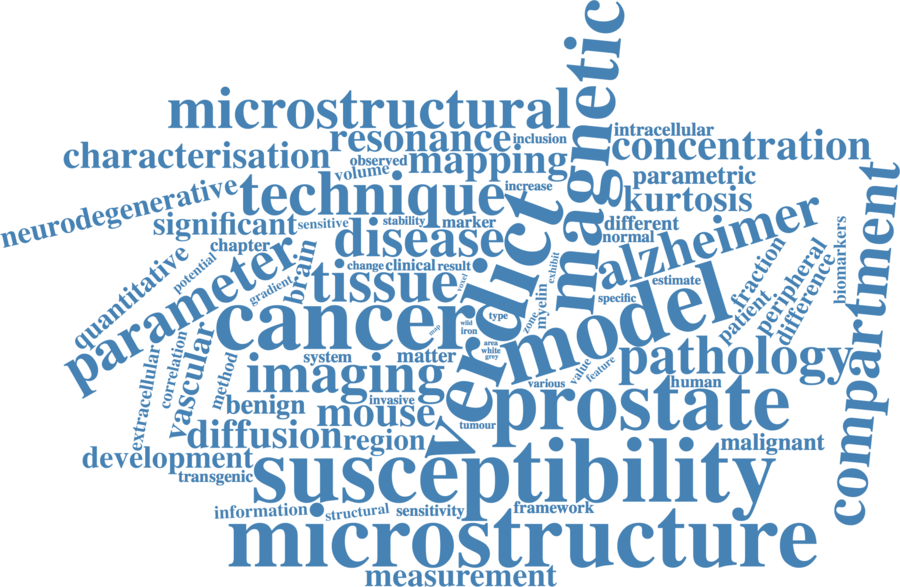 magnetic
microstructural
resonance
inclusion
intracellular
concentration
characterisation
observed
mapping
volume
parametric
neurodegenerative
technique
increase
kurtosis
significant
sensitive
stability
marker
different
alzheimer
compartment
chapter
disease
normal
biomarkers
quantitative
potential
parameter
brain
change
clinical
result
voxel
verdict
exhibit
fraction
peripheral
difference
patient
gradient
tissue
specific
estimate
myelin
zone
type
model
cancer
map
wild
iron
area
white
grey
extracellular
correlation
vascular
method
system
matter
imaging
various
value
feature
pathology
human
benign
mouse
invasive
prostate
tumour
diffusion
region
malignant
development
transgenic
susceptibility
information
structural
sensitivity
framework
microstructure
measurement